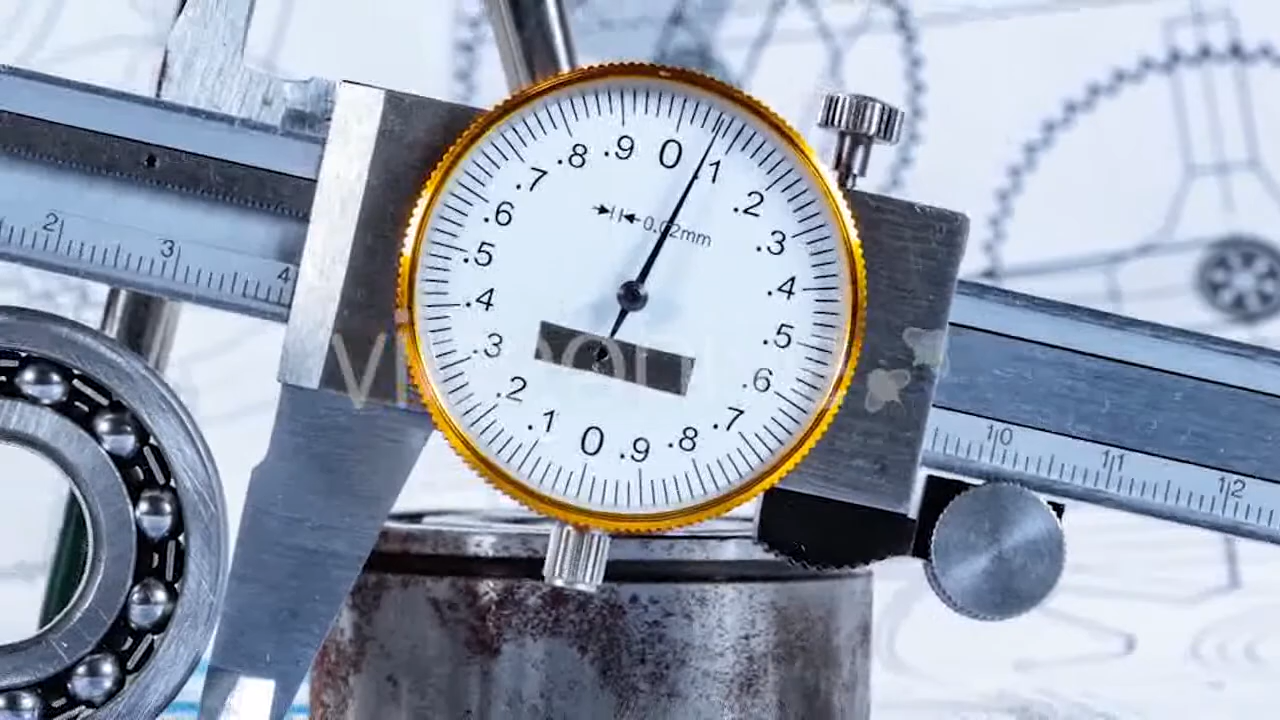 2 3 4
0 .1 .2 .3 .4 .5 .6 .7 .8 .9 0 .1 .2 .3 .4 .5 .6 .7 .8 .9
0.02mm
10 11 12